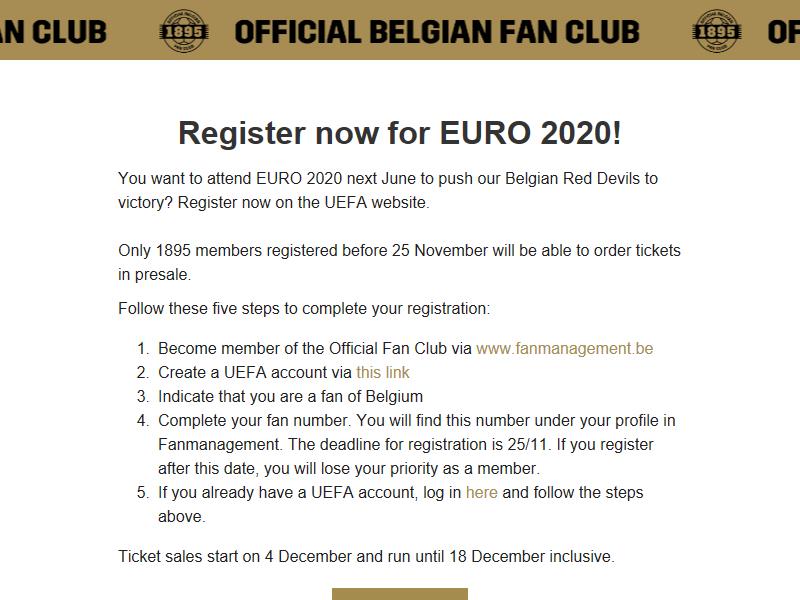 AN CLUB 1895 FAN CLUB OFFICIAL BELGIAN FAN CLUB 1895 FAN CLUB OF
Register now for EURO 2020!
You want to attend EURO 2020 next June to push our Belgian Red Devils to
victory? Register now on the UEFA website.
Only 1895 members registered before 25 November will be able to order tickets
in presale.
Follow these five steps to complete your registration:
1. Become member of the Official Fan Club via www.fanmanagement.be
2. Create a UEFA account via this link
3. Indicate that you are a fan of Belgium
4. Complete your fan number. You will find this number under your profile in
Fanmanagement. The deadline for registration is 25/11. If you register
after this date, you will lose your priority as a member.
5. If you already have a UEFA account, log in here and follow the steps
above.
Ticket sales start on 4 December and run until 18 December inclusive.